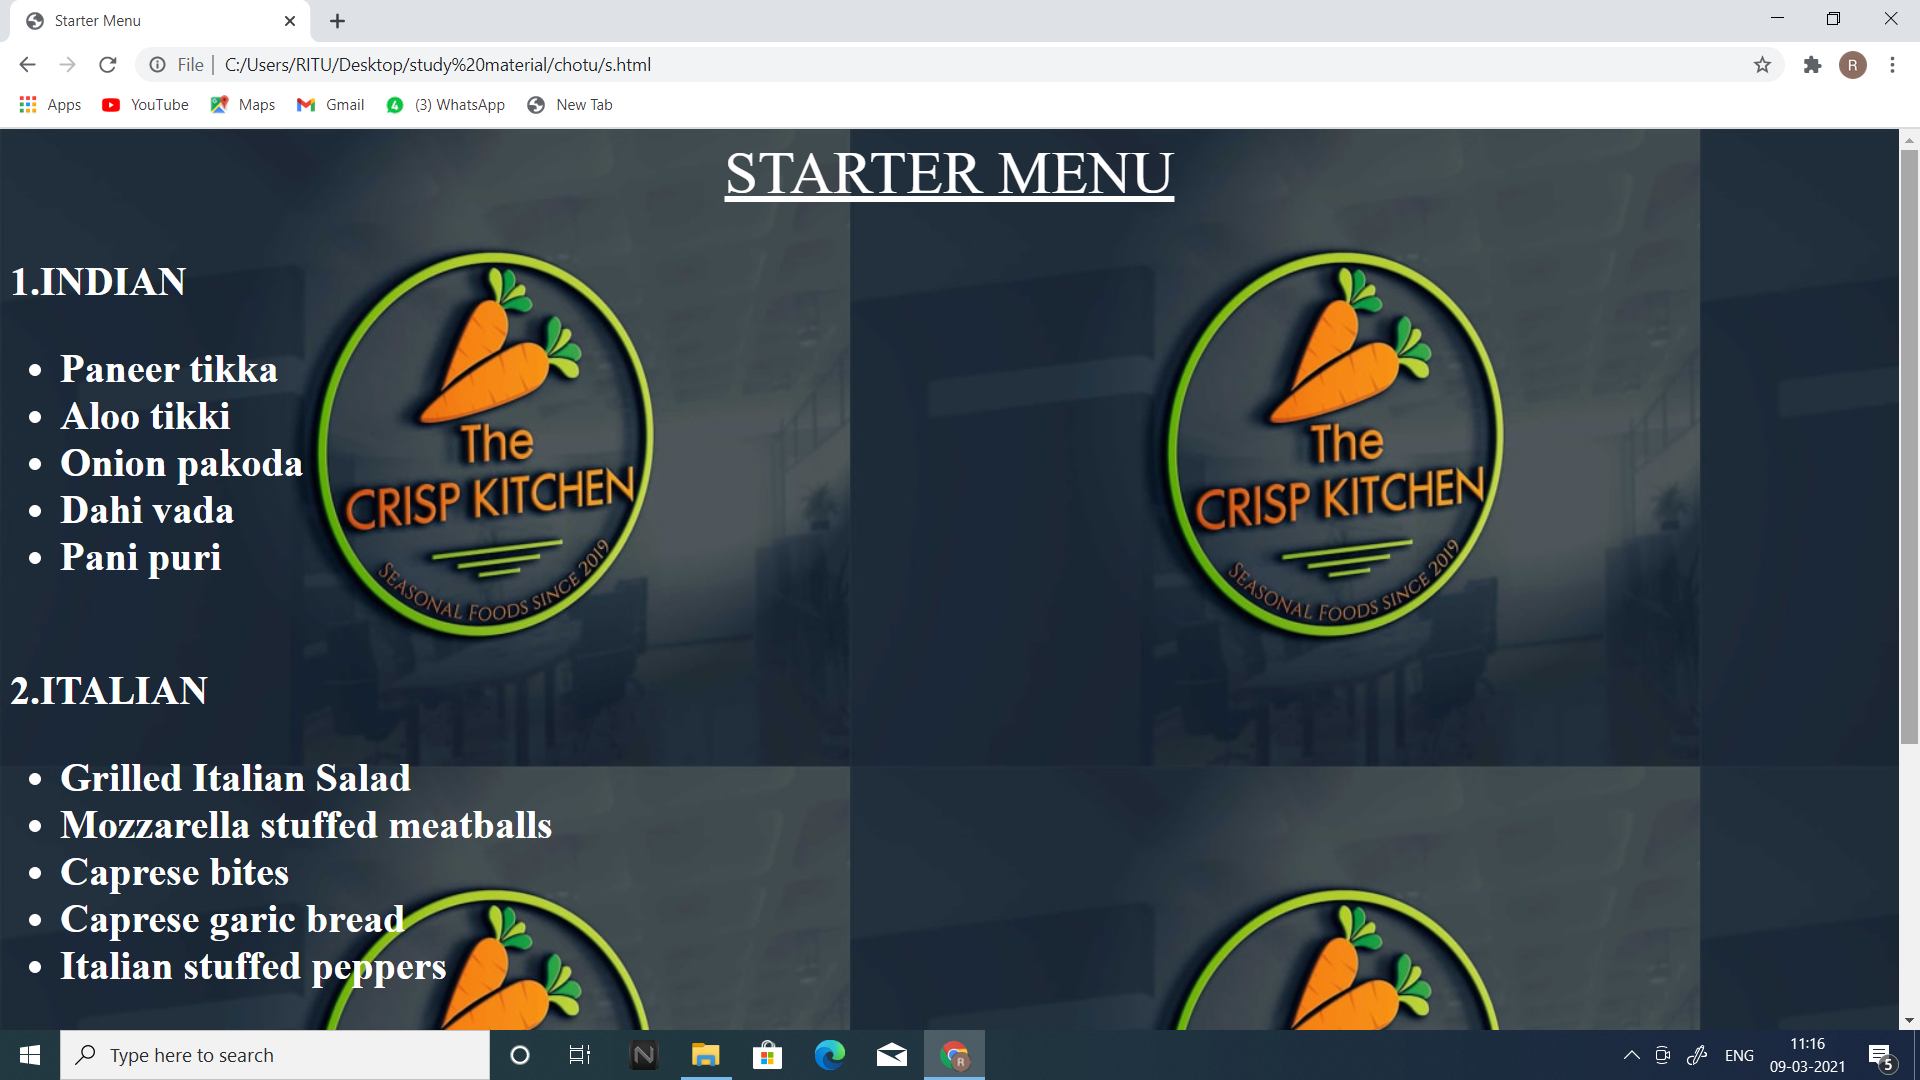 Starter Menu
File
C:/Users/RITU/Desktop/study%20material/chotu/s.html
R
Apps
YouTube
Maps
Gmail
4
(3) WhatsApp
New Tab
STARTER MENU
1.INDIAN
Paneer tikka
Aloo tikki
Onion pakoda
Dahi vada
Pani puri
The
CRISP KITCHEN
SEASONAL FOODS SINCE 2019
The
CRISP KITCHEN
SEASONAL FOODS SINCE 2019
2.ITALIAN
Grilled Italian Salad
Mozzarella stuffed meatballs
Caprese bites
Caprese garic bread
Italian stuffed peppers
Type here to search
N
R
ENG
11:16
09-03-2021
5